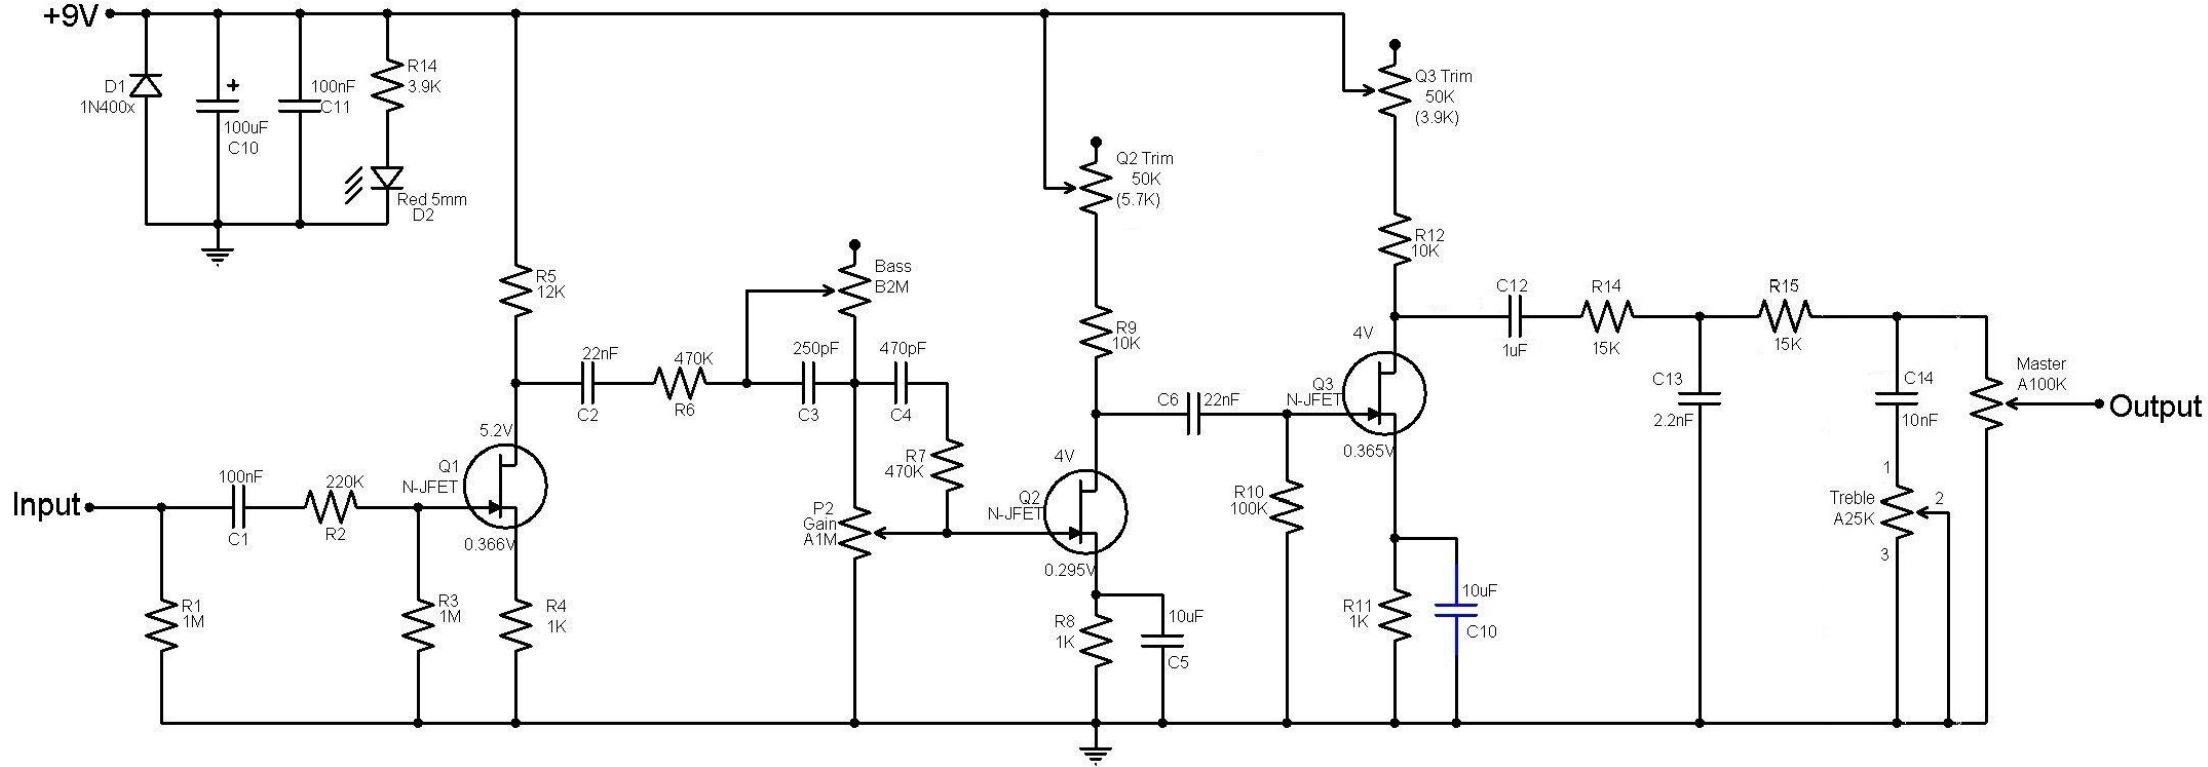 +9V
D1
1N400x
+
100uF
C10
100nF
C11
R14
3.9K
Red 5mm
D2
R5
12K
Bass
B2M
Q2 Trim
50K
(5.7K)
Q3 Trim
50K
(3.9K)
R12
10K
R9
10K
22nF
C2
470K
R6
250pF
C3
470pF
C4
5.2V
Q1
N-JFET
0.366V
Input
100nF
C1
220K
R2
R1
1M
R3
1M
R4
1K
R7
470K
P2
Gain
A1M
4V
Q2
N-JFET
0.295V
R8
1K
10uF
C5
C6
22nF
R10
100K
4V
Q3
N-JFET
0.365V
R11
1K
10uF
C10
C12
1uF
R14
15K
R15
15K
C13
2.2nF
C14
10nF
1
Treble
A25K
2
3
Master
A100K
Output